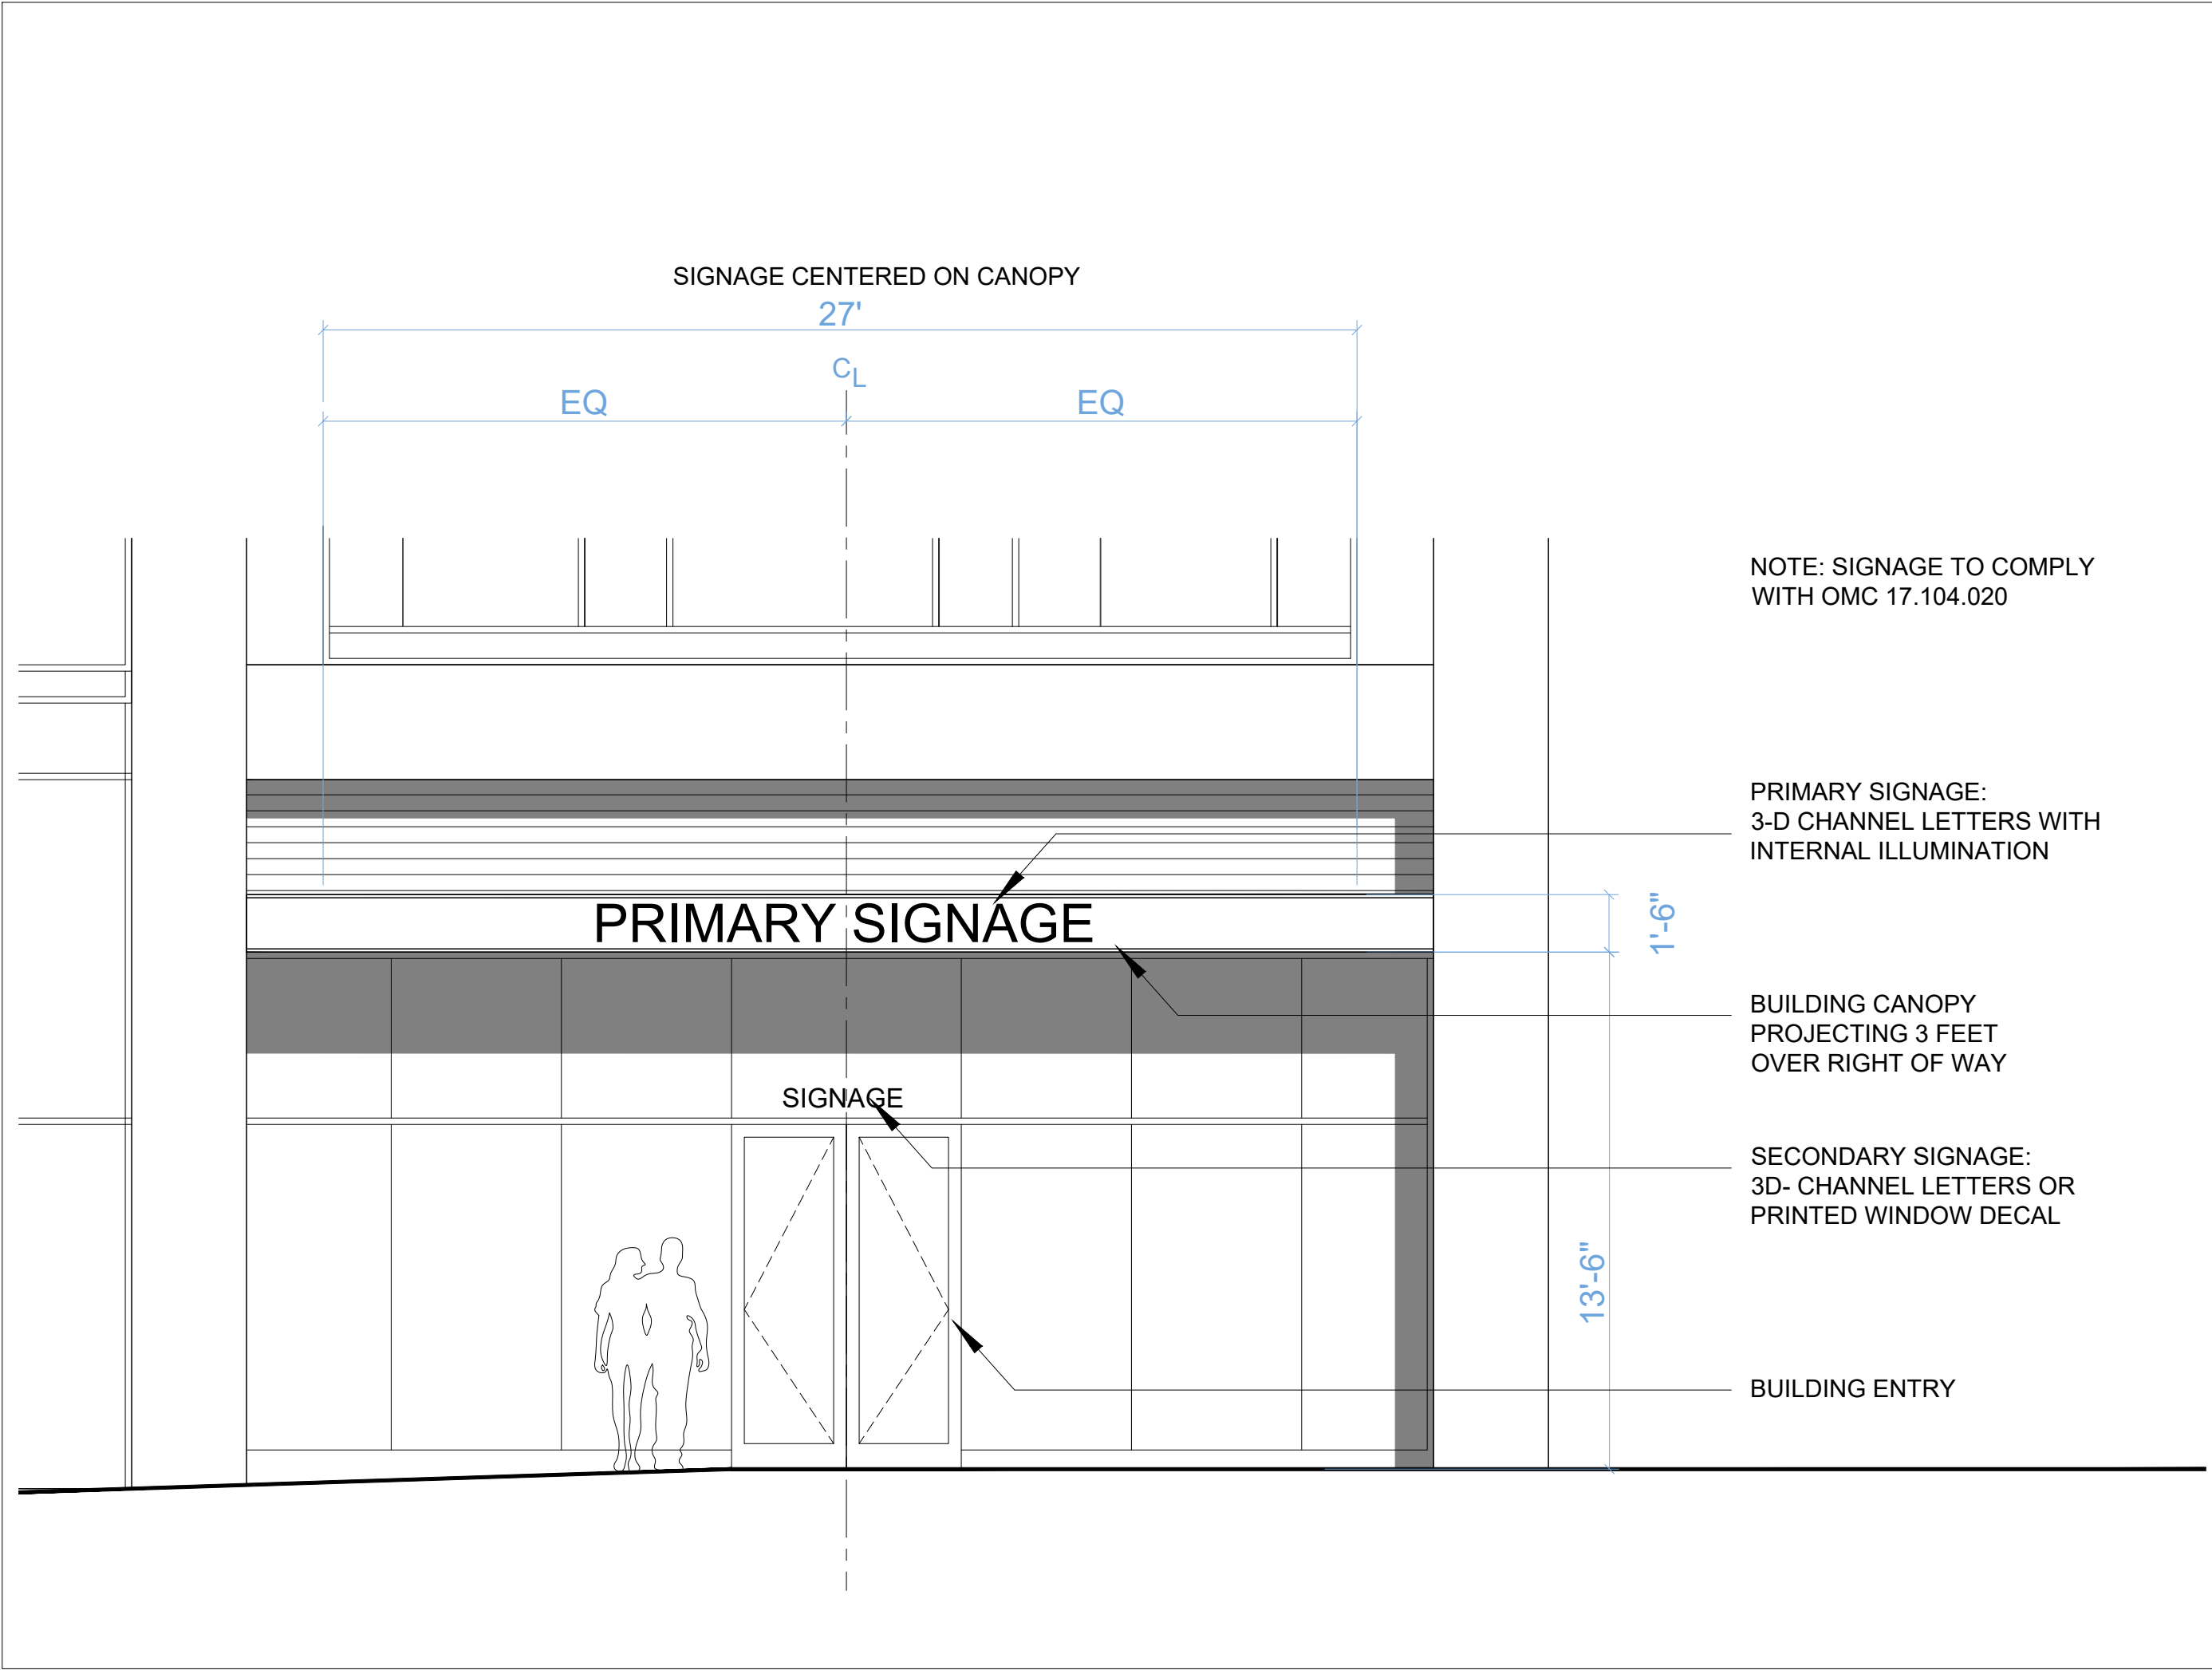 SIGNAGE CENTERED ON CANOPY
27'
CL
EQ
EQ
NOTE: SIGNAGE TO COMPLY
WITH OMC 17.104.020
PRIMARY SIGNAGE:
3-D CHANNEL LETTERS WITH
INTERNAL ILLUMINATION
PRIMARY SIGNAGE
1'-6"
BUILDING CANOPY
PROJECTING 3 FEET
OVER RIGHT OF WAY
SIGNAGE
SECONDARY SIGNAGE:
3D- CHANNEL LETTERS OR
PRINTED WINDOW DECAL
13'-6"
BUILDING ENTRY